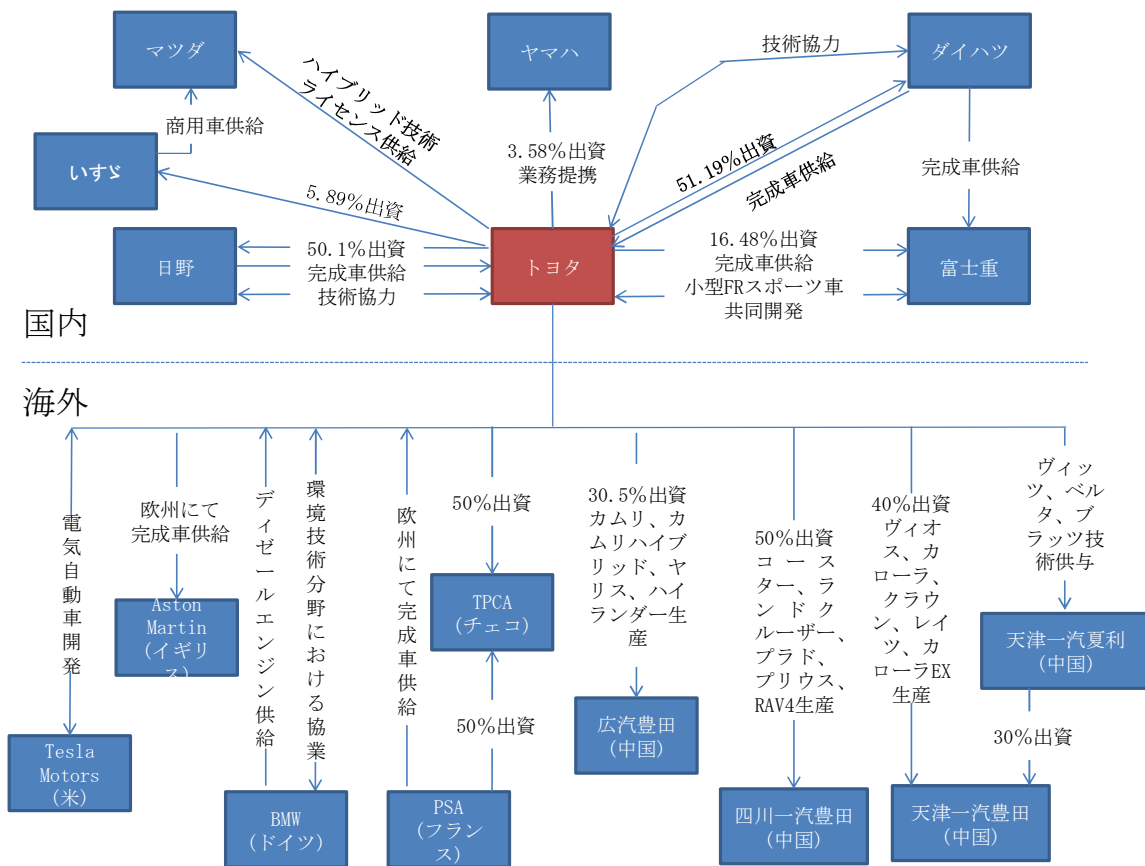 マツダ
ヤマハ
技術協力
ダイハツ
ハイブリッド技術
ライセンス供給
商用車供給
いすゞ
5.89%出資
3.58%出資
業務提携
51.19%出資
完成車供給
完成車供給
日野
50.1%出資
完成車供給
技術協力
トヨタ
16.48%出資
完成車供給
小型FRスポーツ車
共同開発
富士重
国内
海外
電気自動車開発
Tesla
Motors
(米)
欧州にて
完成車供給
Aston
Martin
(イギリ
ス)
ディゼールエンジン供給
環境技術分野における協業
BMW
(ドイツ)
欧州にて完成車供給
PSA
(フラン
ス)
50%出資
TPCA
(チェコ)
50%出資
30.5%出資
カムリ、カ
ムリハイブ
リッド、ヤ
リス、ハイ
ランダー生
産
広汽豊田
(中国)
50%出資
コース
ター、ラン
ドク
ルーザー、
プラド、
プリウス、
RAV4生産
四川一汽豊田
(中国)
40%出資
ヴィオ
ス、カ
ローラ、
クラウ
ン、レイ
ツ、カ
ローラEX
生産
天津一汽豊田
(中国)
ヴィッ
ツ、ベル
タ、ブ
ラッツ技
術供与
天津一汽夏利
(中国)
30%出資